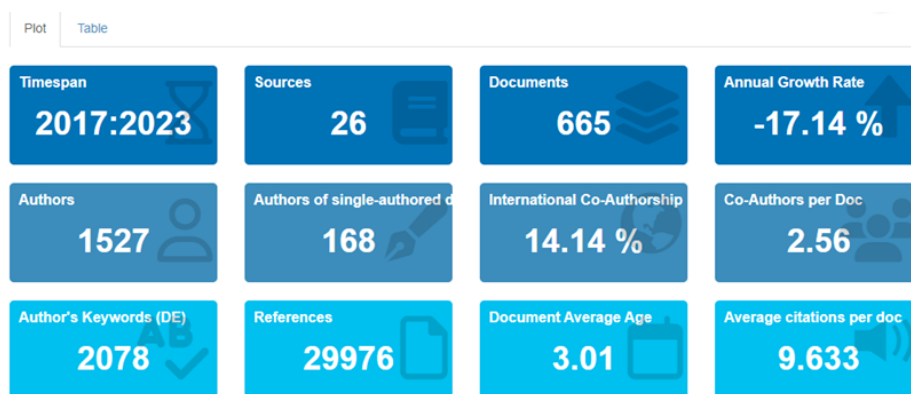 Plot Table
Timespan
2017:2023
Sources
26
Documents
665
Annual Growth Rate
-17.14 %
Authors
1527
Authors of single-authored d
168
International Co-Authorship
14.14 %
Co-Authors per Doc
2.56
Author's Keywords (DE)
2078
AB
References
29976
Document Average Age
3.01
Average citations per doc
9.633